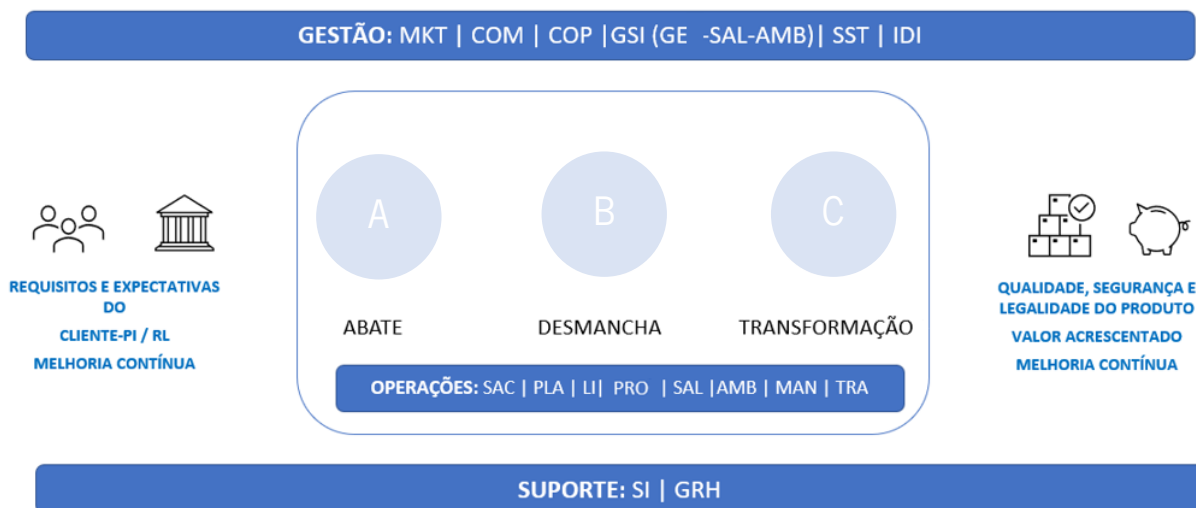 GESTÃO: MKT | COM | COP |GSI (GE -SAL-AMB)| SST | IDI
A
B
C
REQUISITOS E EXPECTATIVAS
DO
CLIENTE-PI / RL
MELHORIA CONTÍNUA
ABATE
DESMANCHA
TRANSFORMAÇÃO
OPERAÇÕES: SAC | PLA | LI| PRO | SAL |AMB | MAN | TRA
QUALIDADE, SEGURANÇA E
LEGALIDADE DO PRODUTO
VALOR ACRESCENTADO
MELHORIA CONTÍNUA
SUPORTE: SI | GRH